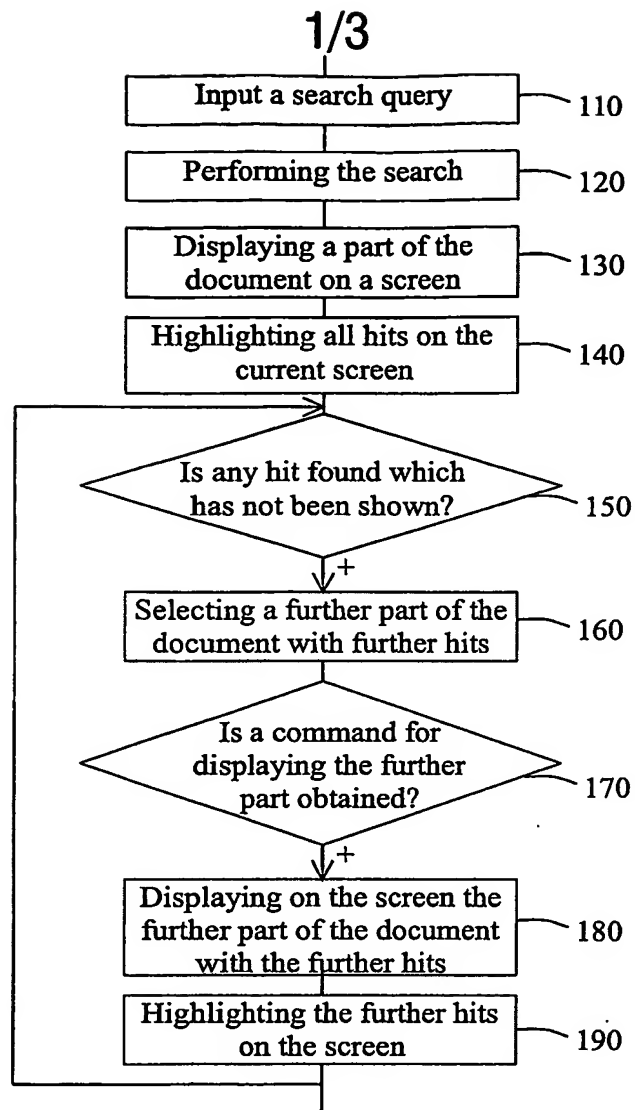 1/3
Input a search query
110
Performing the search
120
Displaying a part of the
document on a screen
130
Highlighting all hits on the
current screen
140
Is any hit found which
has not been shown?
150
+
Selecting a further part of the
document with further hits
160
Is a command for
displaying the further
part obtained?
170
+
Displaying on the screen the
further part of the document
with the further hits
180
Highlighting the further hits
on the screen
190